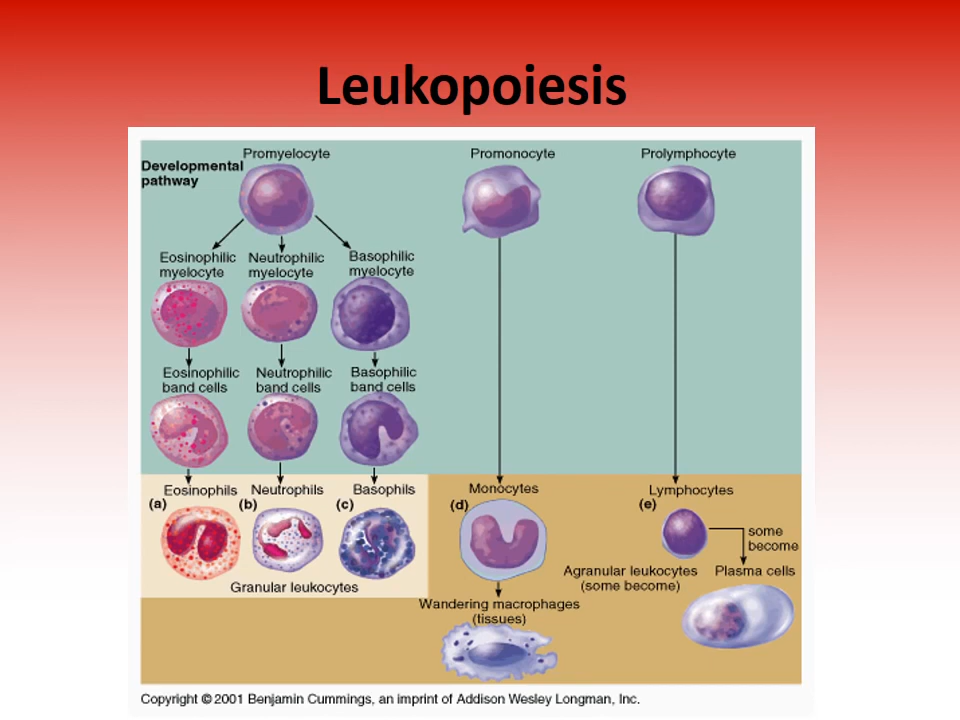 Leukopoiesis
Developmental
pathway
Promyelocyte
Promonocyte
Prolymphocyte
Eosinophilic
myelocyte
Neutrophilic
myelocyte
Basophilic
myelocyte
Eosinophilic
band cells
Neutrophilic
band cells
Basophilic
band cells
Eosinophils
(a)
Neutrophils
(b)
Basophils
(c)
Granular leukocytes
Monocytes
(d)
Wandering macrophages
(tissues)
Lymphocytes
(e)
some
become
Agranular leukocytes
(some become)
Plasma cells
Copyright © 2001 Benjamin Cummings, an imprint of Addison Wesley Longman, Inc.